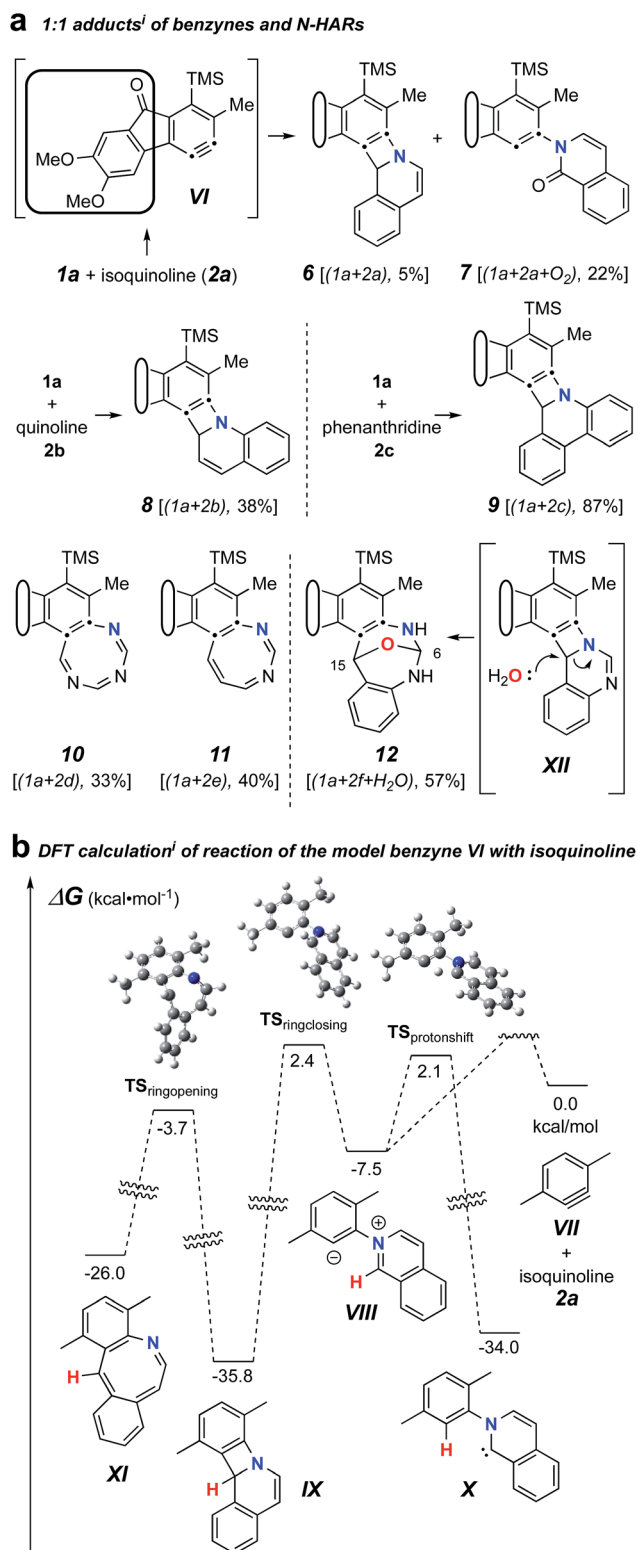 a 1:1 adductsⁱ of benzynes and N-HARs
TMS
O
Me
MeO
MeO
VI
TMS
Me
N
+
TMS
Me
N
O
1a + isoquinoline (2a)
6 [(1a+2a), 5%]
7 [(1a+2a+O₂), 22%]
1a
+
quinoline
2b
TMS
Me
N
8 [(1a+2b), 38%]
1a
+
phenanthridine
2c
TMS
Me
N
9 [(1a+2c), 87%]
TMS
Me
N
N
N
10
[(1a+2d), 33%]
TMS
Me
N
N
11
[(1a+2e), 40%]
TMS
Me
NH
O
15
6
NH
12
[(1a+2f+H₂O), 57%]
TMS
Me
N
H₂O:
N
XII
b DFT calculationⁱ of reaction of the model benzyne VI with isoquinoline
ΔG (kcal•mol⁻¹)
TSringopening
-3.7
TSringclosing
2.4
TSprotonshift
2.1
0.0
kcal/mol
-7.5
VII
+
isoquinoline
2a
⊖
⊕
N
H
VIII
-26.0
-35.8
-34.0
N
H
XI
N
H
IX
N
H
X